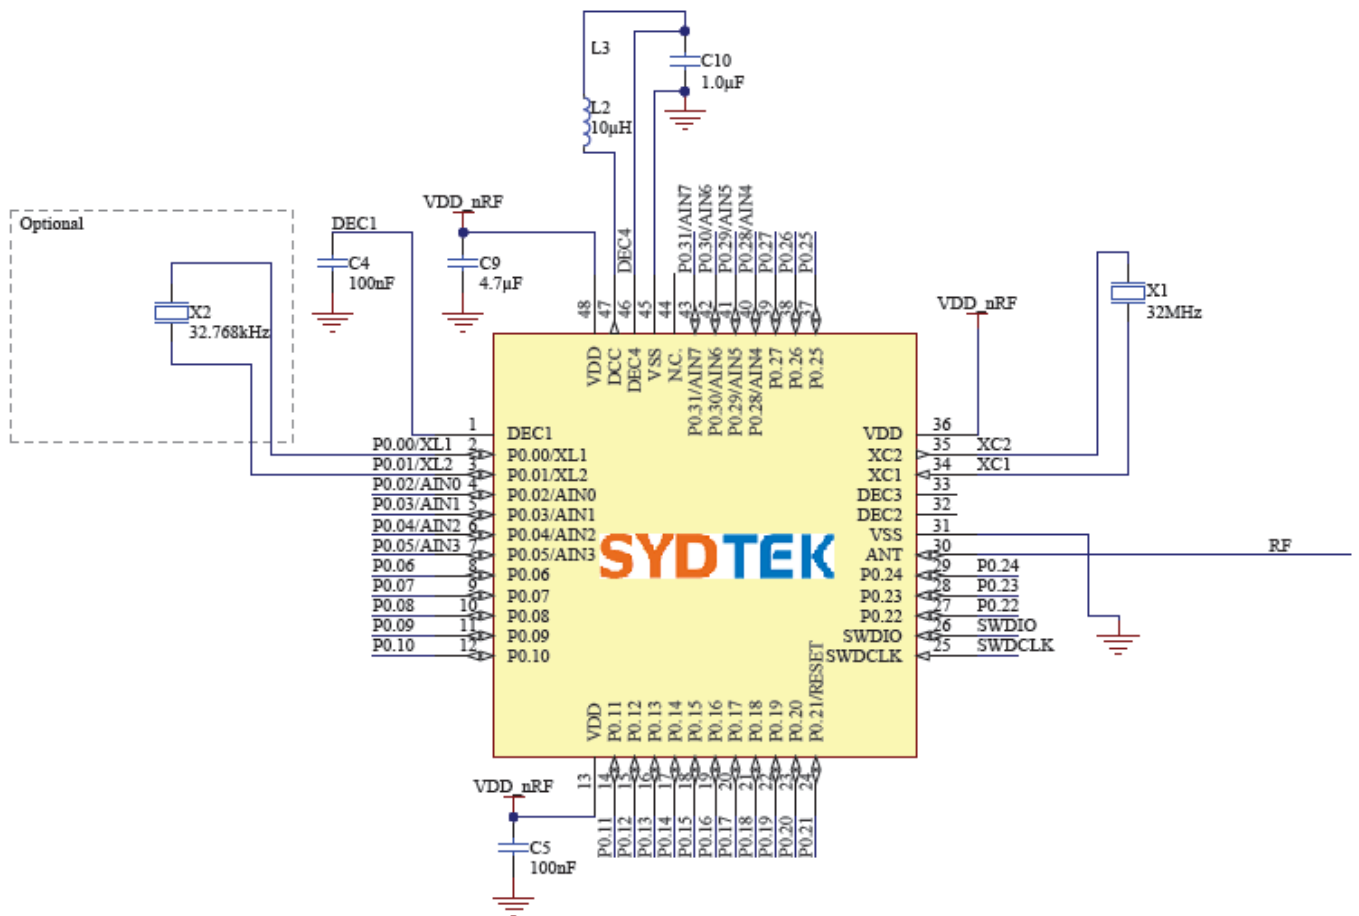 L3
C10
1.0μF
L2
10μH
VDD_nRF
Optional
DEC1
C4
100nF
C9
4.7μF
X2
32.768kHz
DEC4
P0.31/AIN7
P0.30/AIN6
P0.29/AIN5
P0.28/AIN4
P0.27
P0.26
P0.25
48
47
46
45
44
43
42
41
40
39
38
37
VDD
DCC
DEC4
VSS
N.C.
P0.31/AIN7
P0.30/AIN6
P0.29/AIN5
P0.28/AIN4
P0.27
P0.26
P0.25
VDD_nRF
X1
32MHz
1
DEC1
P0.00/XL1
2
P0.00/XL1
P0.01/XL2
3
P0.01/XL2
P0.02/AIN0
4
P0.02/AIN0
P0.03/AIN1
5
P0.03/AIN1
P0.04/AIN2
6
P0.04/AIN2
P0.05/AIN3
7
P0.05/AIN3
P0.06
8
P0.06
P0.07
9
P0.07
P0.08
10
P0.08
P0.09
11
P0.09
P0.10
12
P0.10
SYDTEK
VDD
36
XC2
35
XC2
XC1
34
XC1
DEC3
33
DEC2
32
VSS
31
ANT
30
RF
P0.24
29
P0.24
P0.23
28
P0.23
P0.22
27
P0.22
SWDIO
26
SWDIO
SWDCLK
25
SWDCLK
VDD
P0.11
P0.12
P0.13
P0.14
P0.15
P0.16
P0.17
P0.18
P0.19
P0.20
P0.21/RESET
13
14
15
16
17
18
19
20
21
22
23
24
VDD_nRF
C5
100nF
P0.11
P0.12
P0.13
P0.14
P0.15
P0.16
P0.17
P0.18
P0.19
P0.20
P0.21